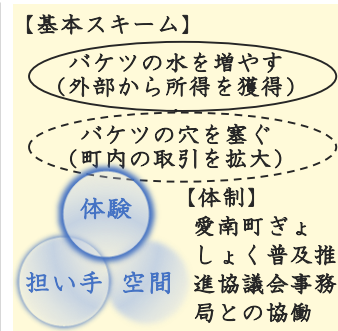 【基本スキーム】
バケツの水を増やす
(外部から所得を獲得)
バケツの穴を塞ぐ
(町内の取引を拡大)
体験
担い手
空間
【体制】
愛南町ぎょ
しょく普及推
進協議会事務
局との協働